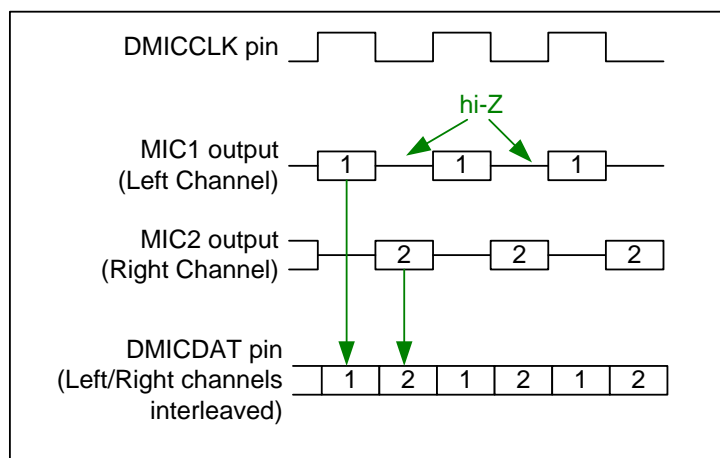 DMICCLK pin
hi-Z
MIC1 output
(Left Channel)
1 1 1
MIC2 output
(Right Channel)
2 2 2
DMICDAT pin
(Left/Right channels
interleaved)
1 2 1 2 1 2